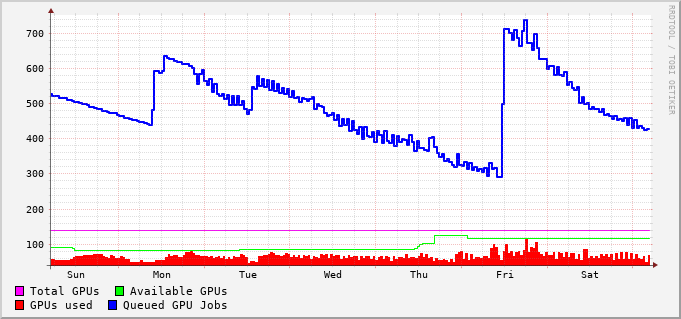 700
600
500
400
300
200
100
Sun Mon Tue Wed Thu Fri Sat
RRDTOOL / TOBI OETIKER
Total GPUs Available GPUs
GPUs used Queued GPU Jobs